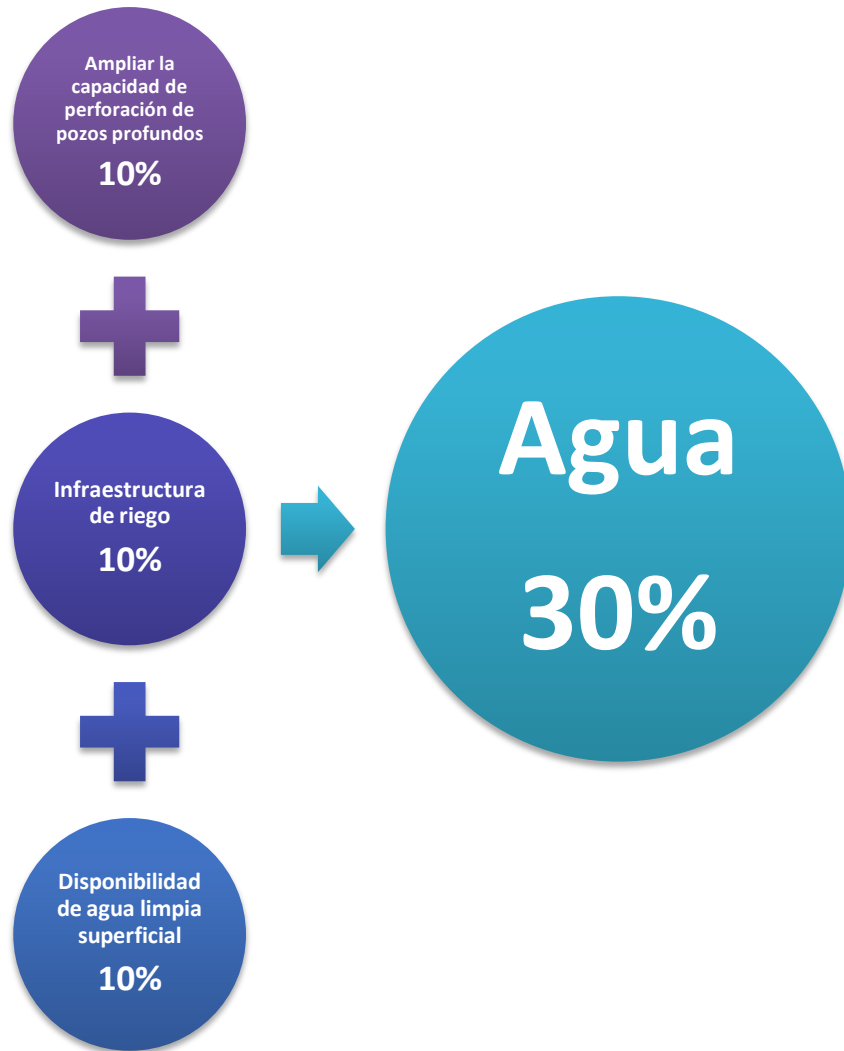 Ampliar la
capacidad de
perforación de
pozos profundos
10%
Infraestructura
de riego
10%
Disponibilidad
de agua limpia
superficial
10%
Agua
30%